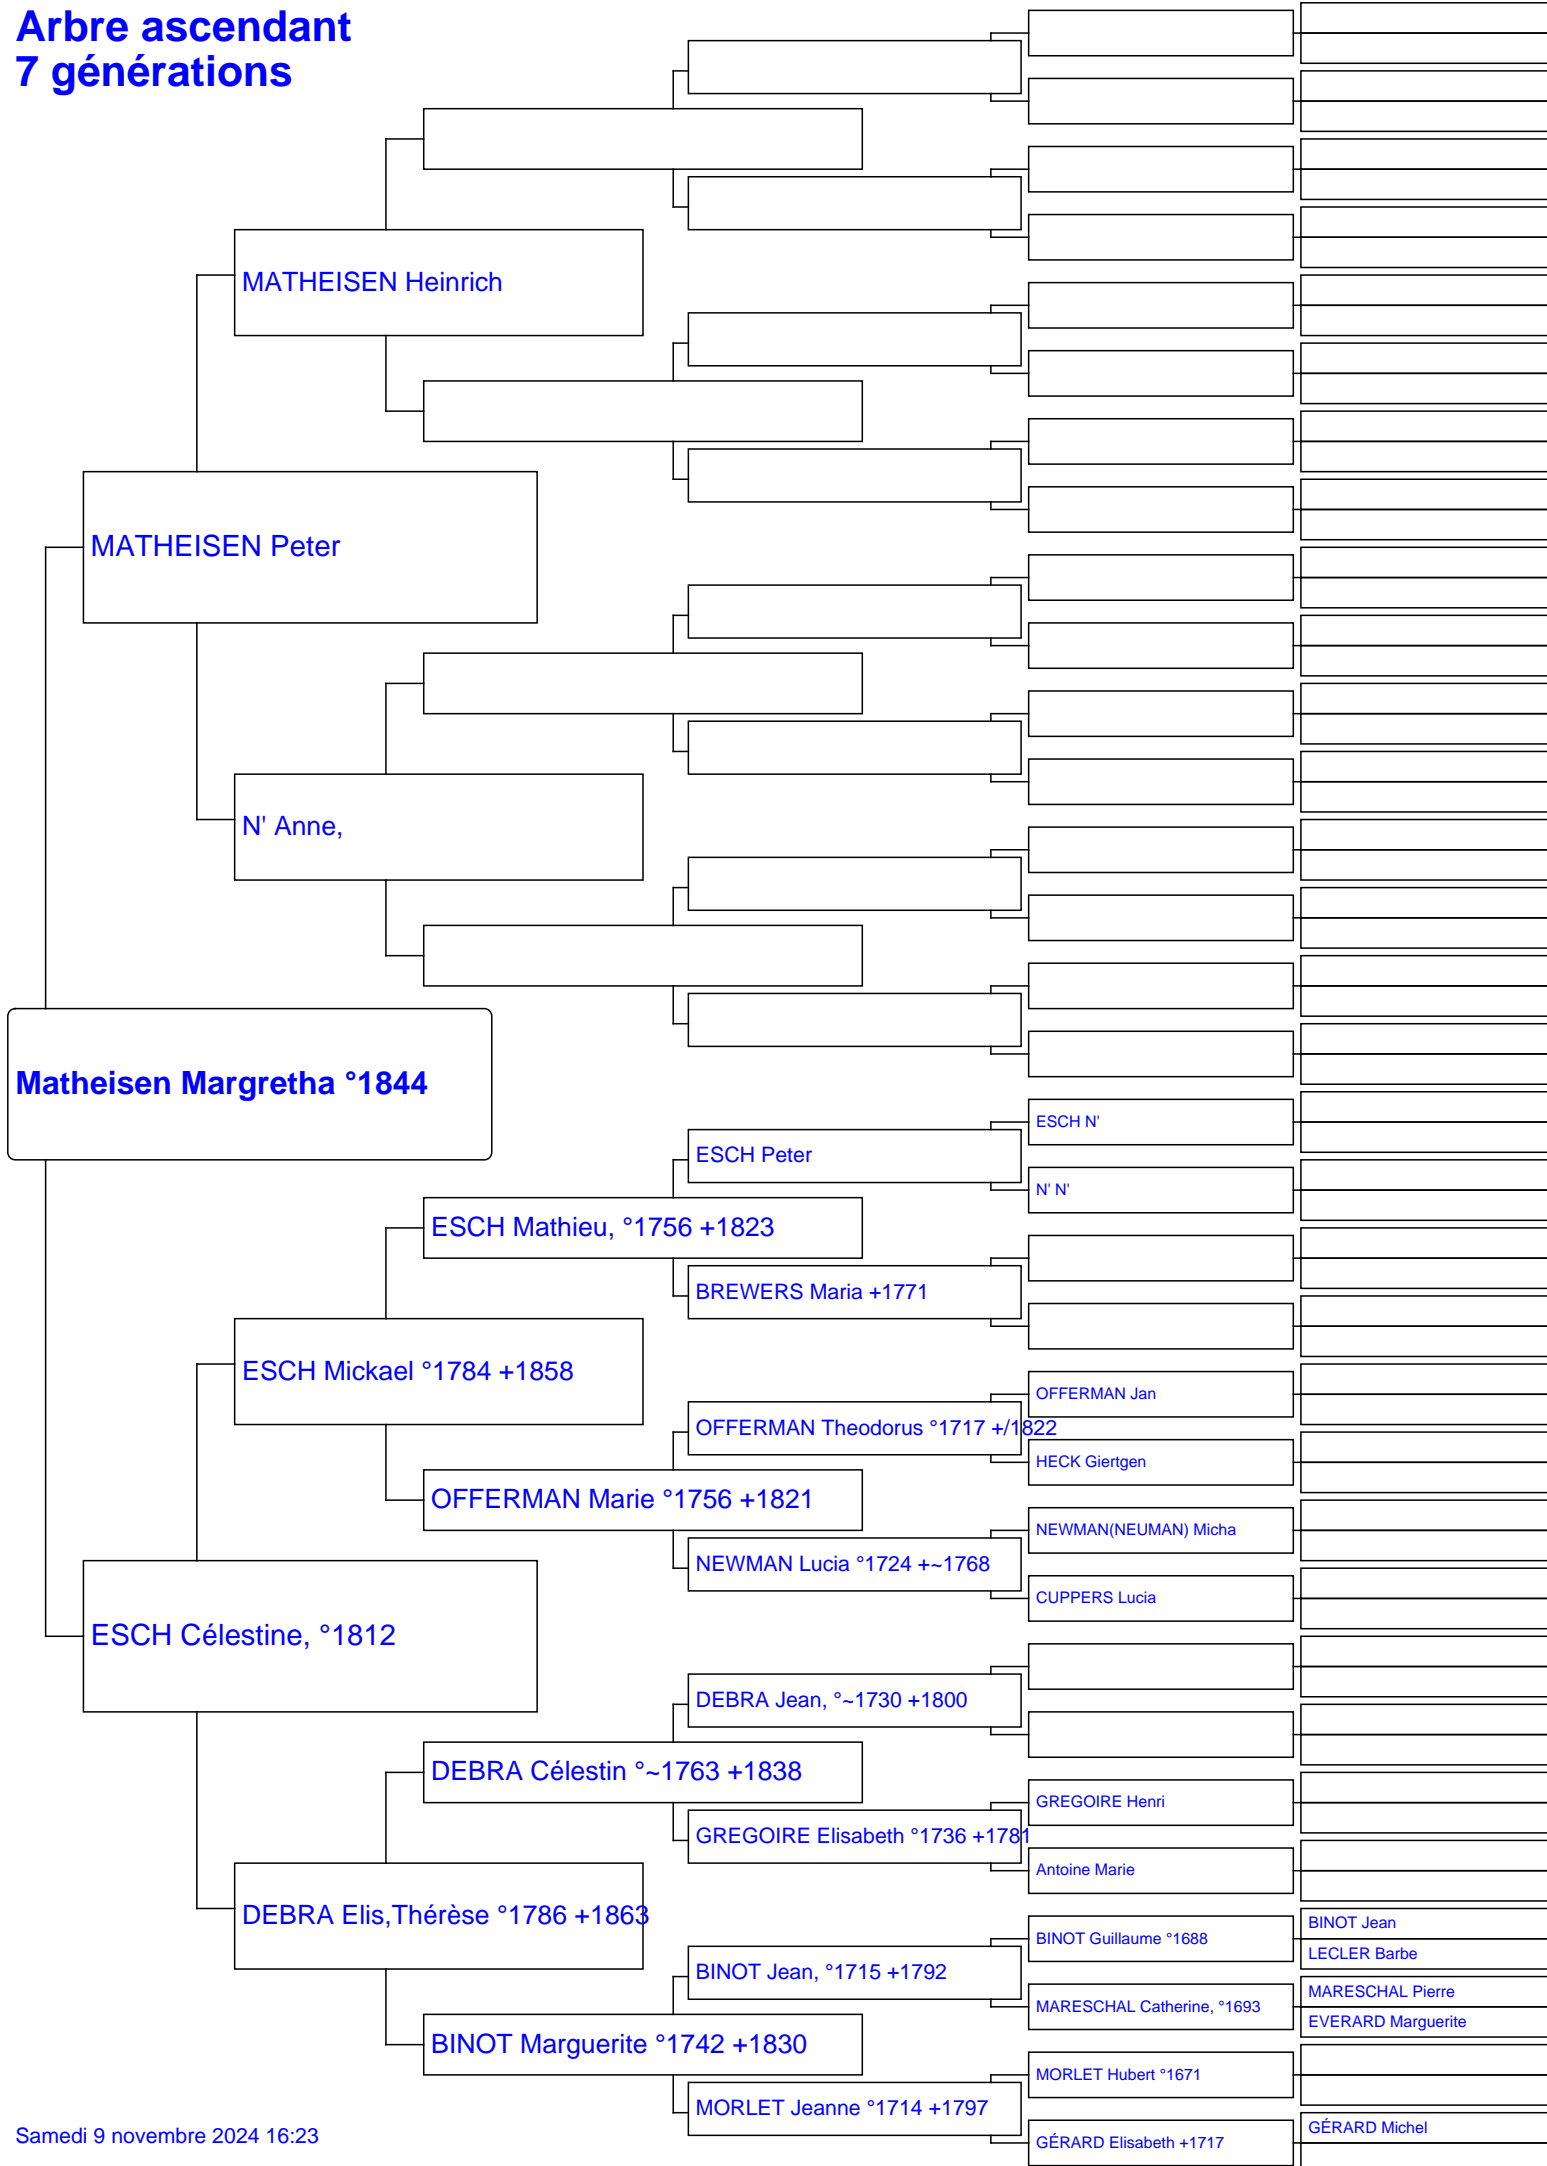 Arbre ascendant
7 générations
MATHEISEN Heinrich
MATHEISEN Peter
N' Anne,
Matheisen Margretha °1844
ESCH N'
ESCH Peter
N' N'
ESCH Mathieu, °1756 +1823
BREWERS Maria +1771
ESCH Mickael °1784 +1858
OFFERMAN Jan
OFFERMAN Theodorus °1717 +/1822
HECK Giertgen
OFFERMAN Marie °1756 +1821
NEWMAN(NEUMAN) Micha
NEWMAN Lucia °1724 +~1768
CUPPERS Lucia
ESCH Célestine, °1812
DEBRA Jean, °~1730 +1800
DEBRA Célestin °~1763 +1838
GREGOIRE Henri
GREGOIRE Elisabeth °1736 +1781
Antoine Marie
DEBRA Elis,Thérèse °1786 +1863
BINOT Jean
BINOT Guillaume °1688
LECLER Barbe
BINOT Jean, °1715 +1792
MARESCHAL Pierre
MARESCHAL Catherine, °1693
EVERARD Marguerite
BINOT Marguerite °1742 +1830
MORLET Hubert °1671
MORLET Jeanne °1714 +1797
GÉRARD Michel
GÉRARD Elisabeth +1717
Samedi 9 novembre 2024 16:23